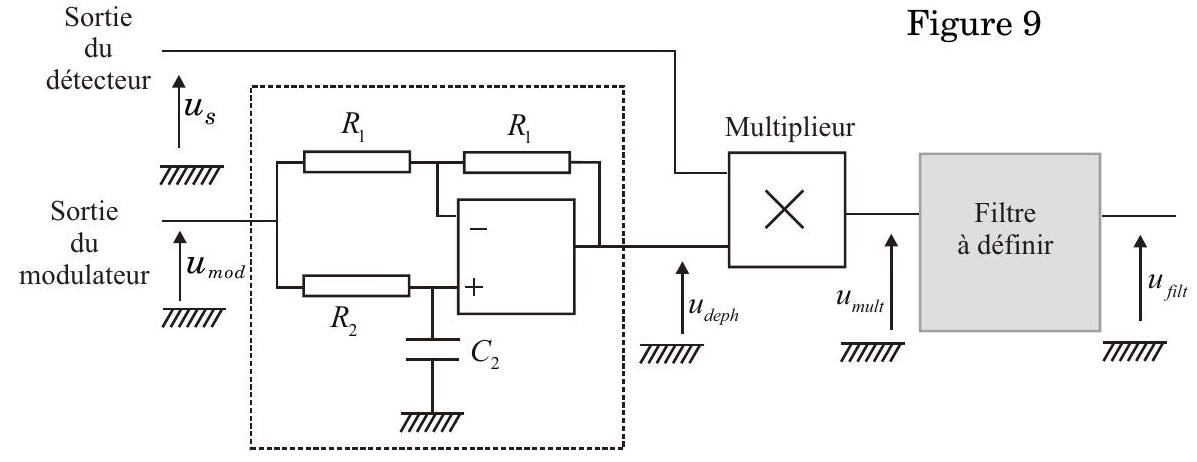 Figure 9
Sortie
du
détecteur
u_s
Sortie
du
modulateur
u_mod
R_1
R_1
−
+
R_2
C_2
u_deph
Multiplieur
×
u_mult
Filtre
à définir
u_filt